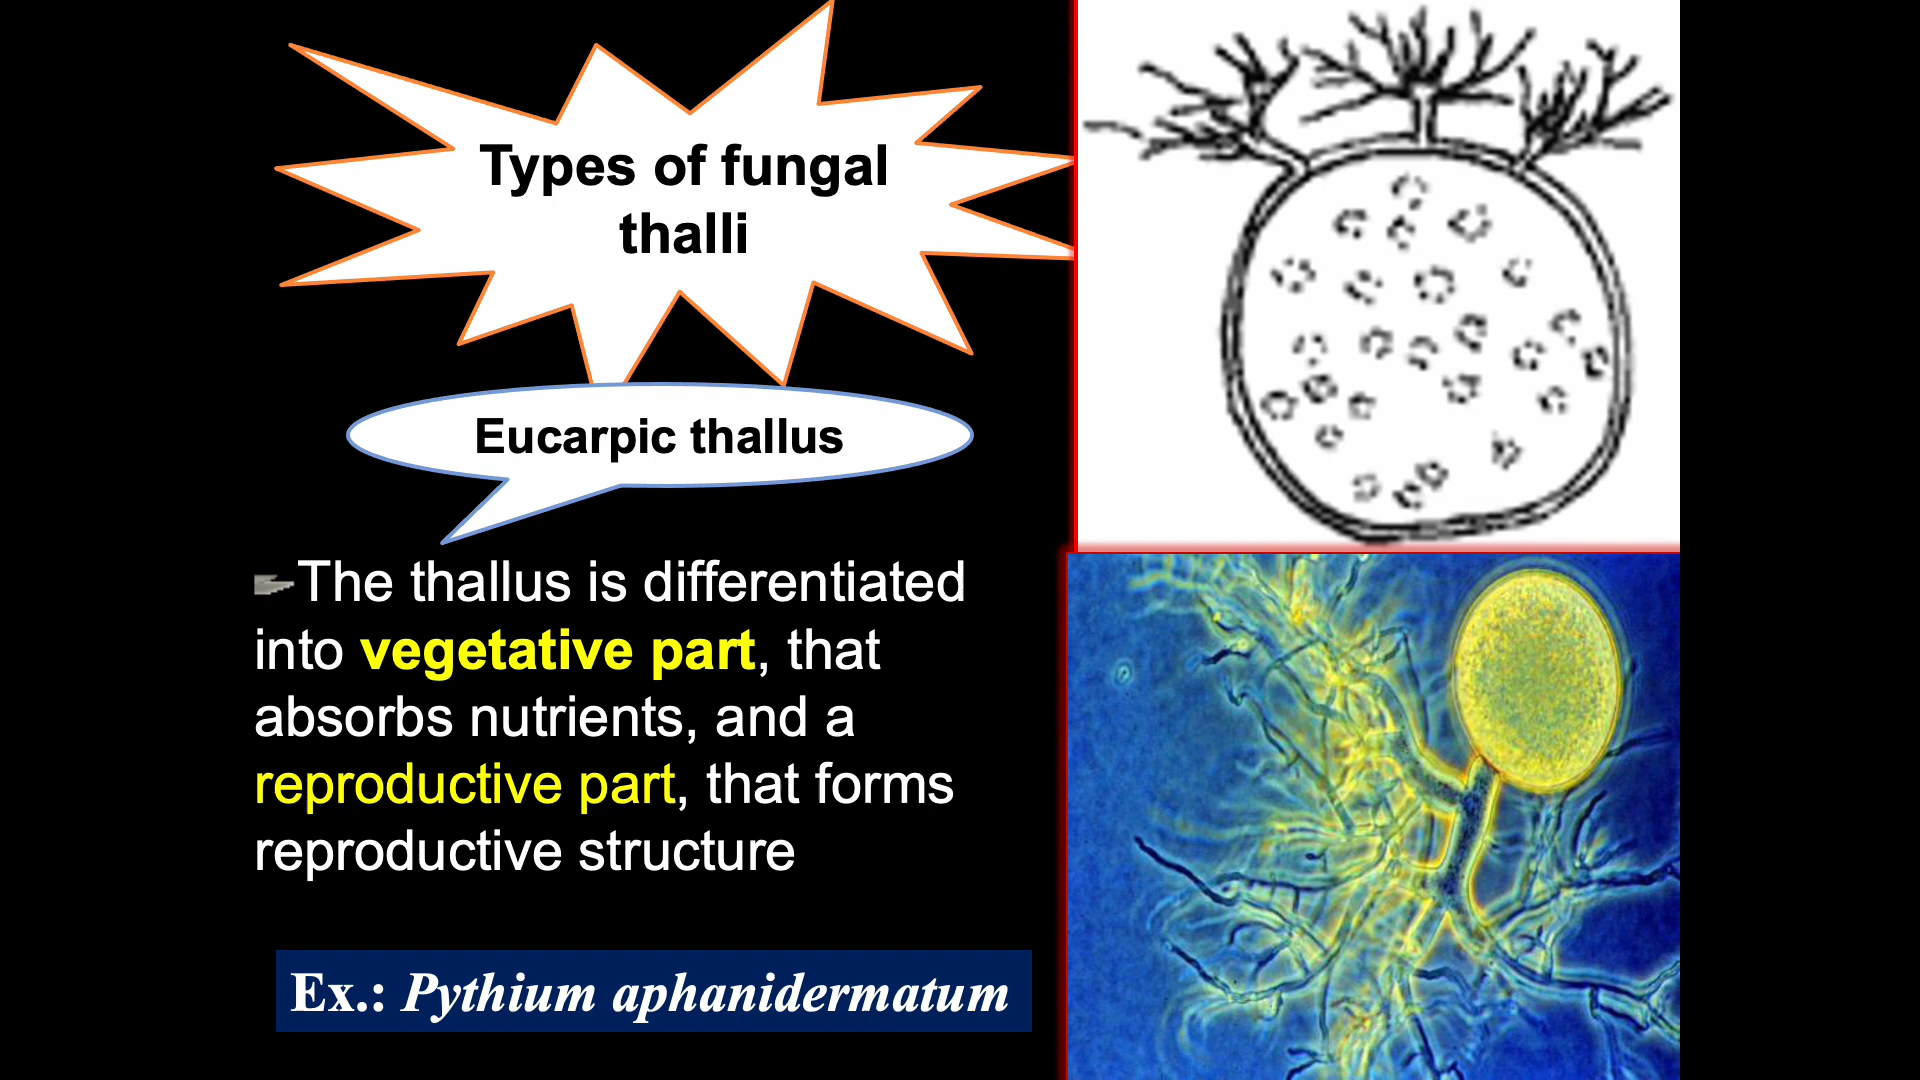 Types of fungal
thalli
Eucarpic thallus
The thallus is differentiated
into vegetative part, that
absorbs nutrients, and a
reproductive part, that forms
reproductive structure
Ex.: Pythium aphanidermatum